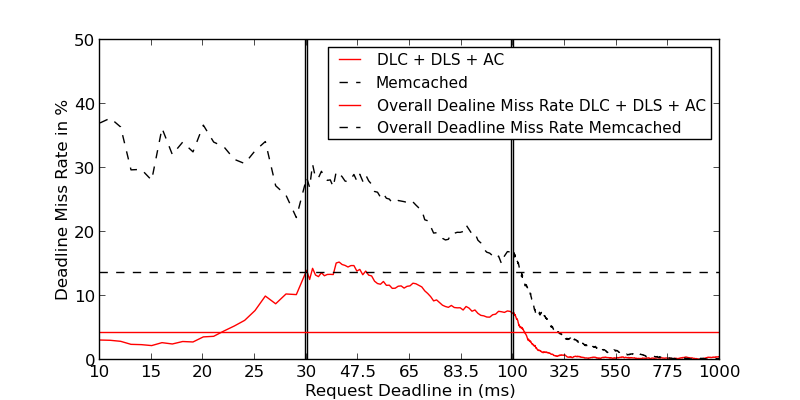 50
40
30
20
10
0
Deadline Miss Rate in %
DLC + DLS + AC
Memcached
Overall Dealine Miss Rate DLC + DLS + AC
Overall Deadline Miss Rate Memcached
10 15 20 25 30 47.5 65 83.5 100 325 550 775 1000
Request Deadline in (ms)